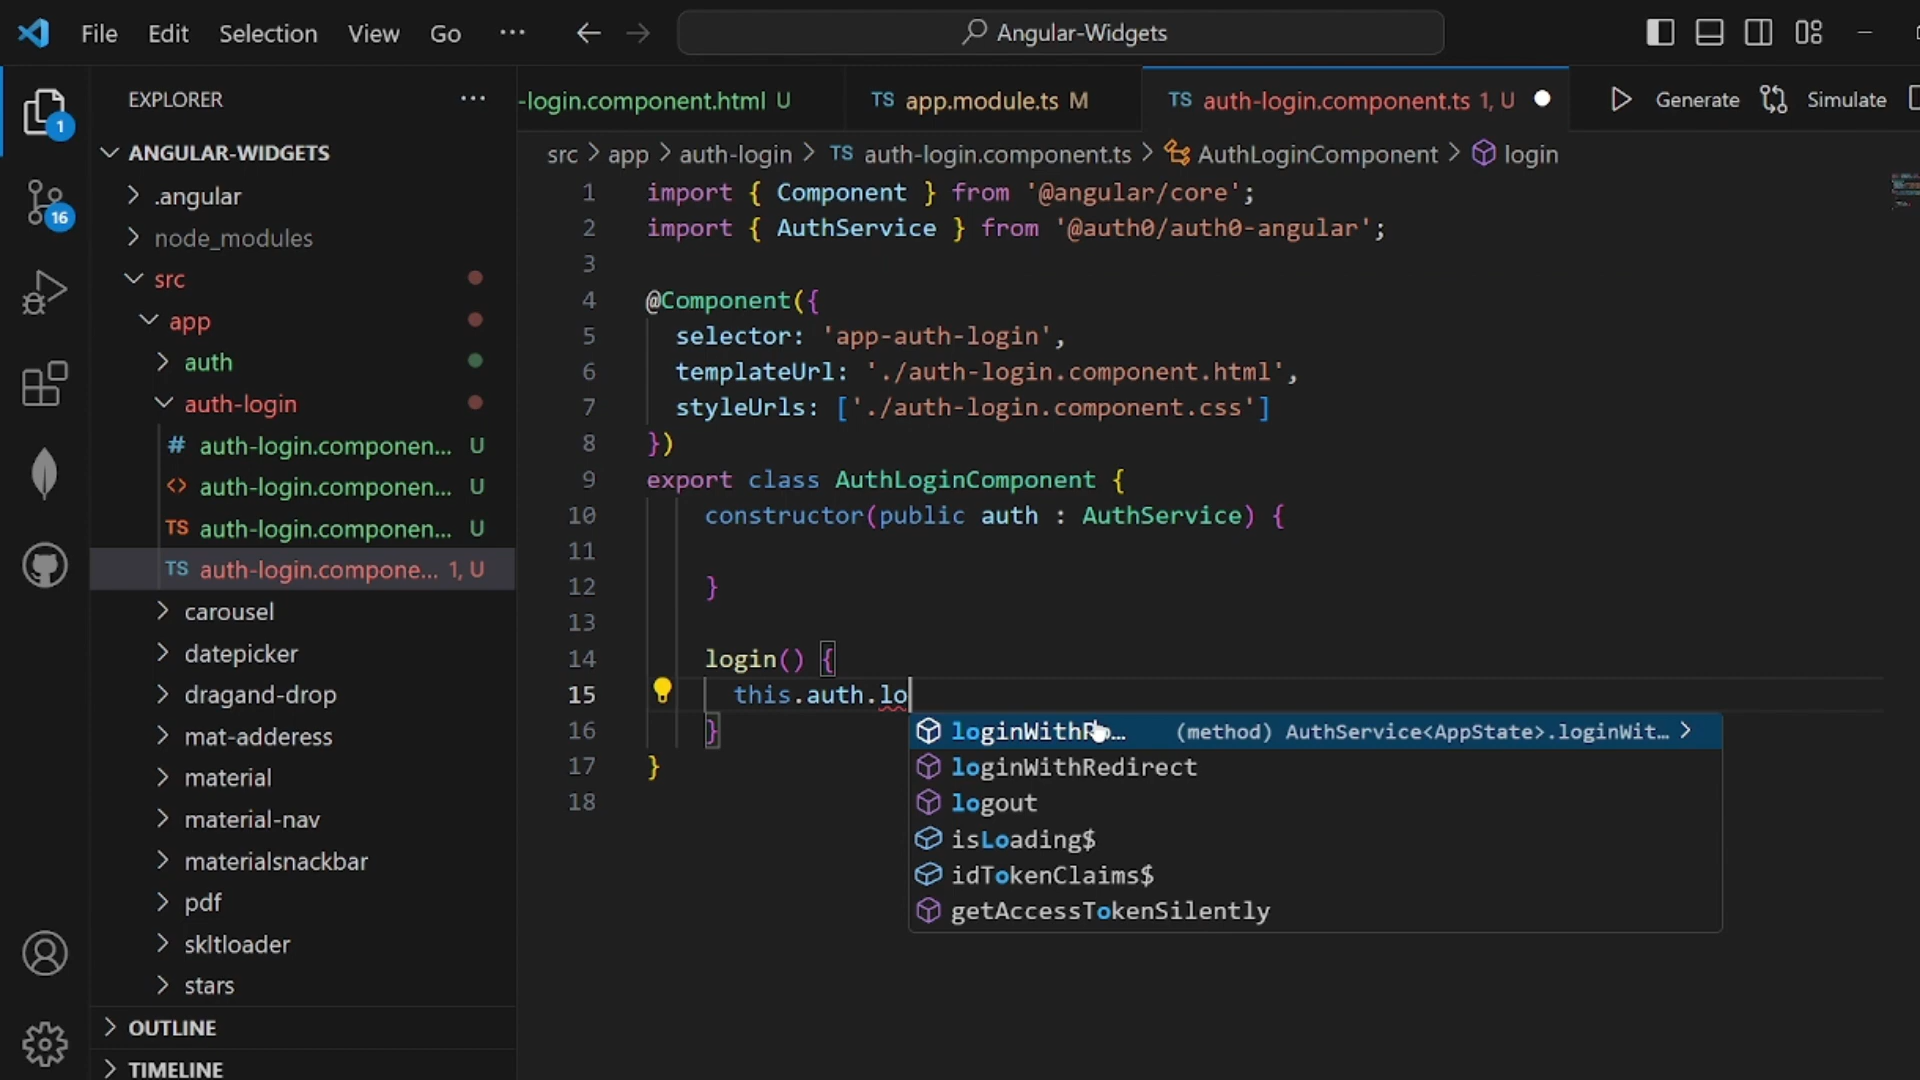 File Edit Selection View Go ··· Angular-Widgets
EXPLORER ···
1
ANGULAR-WIDGETS
.angular
16
node_modules
src
app
auth
auth-login
# auth-login.componen... U
<> auth-login.componen... U
TS auth-login.componen... U
TS auth-login.compone... 1, U
carousel
datepicker
dragand-drop
mat-adderess
material
material-nav
materialsnackbar
pdf
skltloader
stars
OUTLINE
TIMELINE
-login.component.html U TS app.module.ts M TS auth-login.component.ts 1, U Generate Simulate
src > app > auth-login > TS auth-login.component.ts > AuthLoginComponent > login
1 import { Component } from '@angular/core';
2 import { AuthService } from '@auth0/auth0-angular';
3
4 @Component({
5 selector: 'app-auth-login',
6 templateUrl: './auth-login.component.html',
7 styleUrls: ['./auth-login.component.css']
8 })
9 export class AuthLoginComponent {
10 constructor(public auth : AuthService) {
11
12 }
13
14 login() {
15 this.auth.lo
16 }
17 }
18
(method) AuthService<AppState>.loginWit...
loginWithRedirect
logout
isLoading$
idTokenClaims$
getAccessTokenSilently